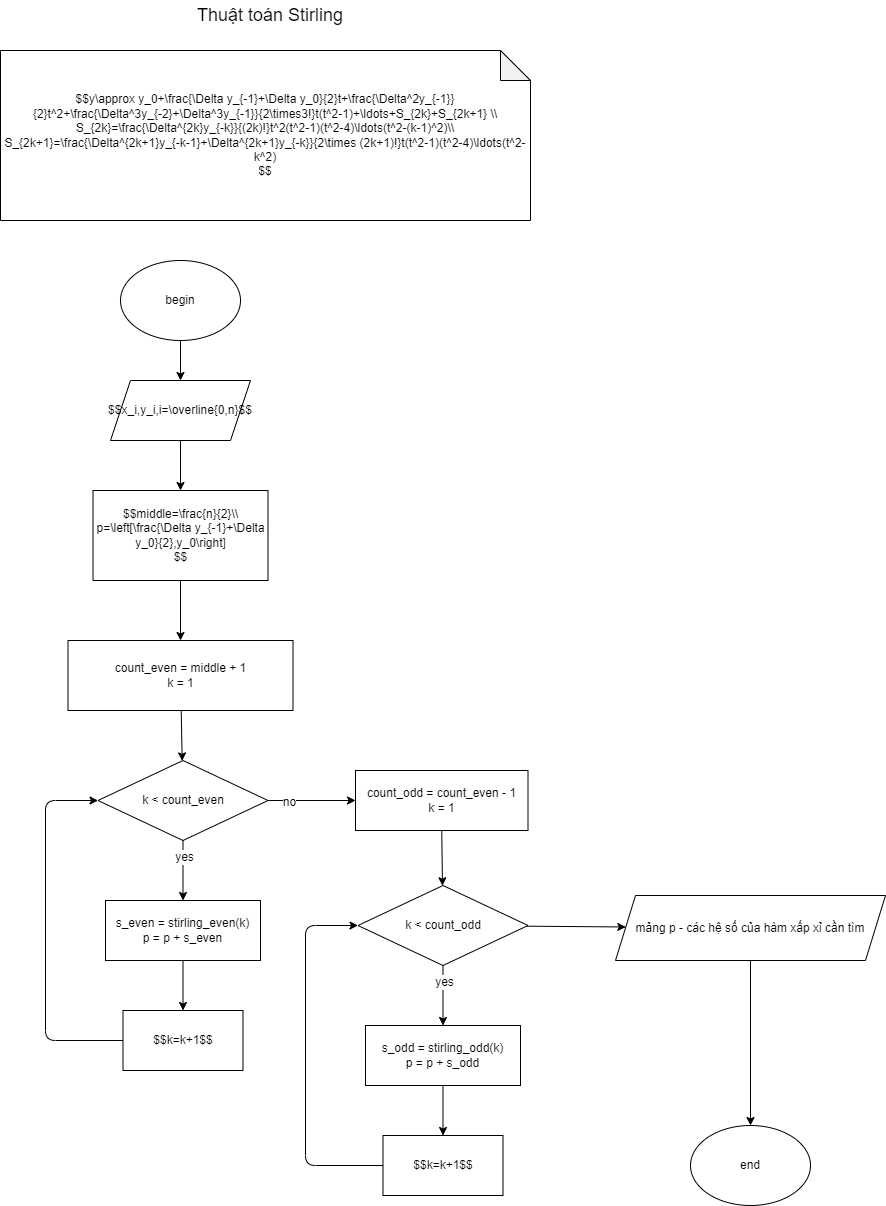 Thuật toán Stirling
$$y\approx y_0+\frac{\Delta y_{-1}+\Delta y_0}{2}t+\frac{\Delta^2y_{-1}}
{2}t^2+\frac{\Delta^3y_{-2}+\Delta^3y_{-1}}{2\times3!}t(t^2-1)+\ldots+S_{2k}+S_{2k+1} \\
S_{2k}=\frac{\Delta^{2k}y_{-k}}{(2k)!}t^2(t^2-1)(t^2-4)\ldots(t^2-(k-1)^2)\\
S_{2k+1}=\frac{\Delta^{2k+1}y_{-k-1}+\Delta^{2k+1}y_{-k}}{2\times (2k+1)!}t(t^2-1)(t^2-4)\ldots(t^2-
k^2)
$$
begin
$$x_i,y_i,i=\overline{0,n}$$
$$middle=\frac{n}{2}\\
p=\left[\frac{\Delta y_{-1}+\Delta
y_0}{2},y_0\right]
$$
count_even = middle + 1
k = 1
k < count_even
no
count_odd = count_even - 1
k = 1
yes
s_even = stirling_even(k)
p = p + s_even
$$k=k+1$$
k < count_odd
mảng p - các hệ số của hàm xấp xỉ cần tìm
yes
s_odd = stirling_odd(k)
p = p + s_odd
$$k=k+1$$
end